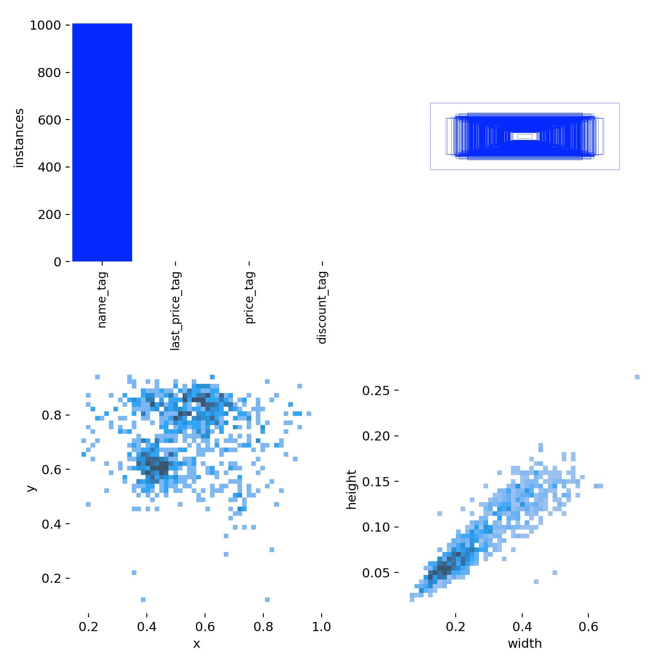 1000
800
600
400
200
0
instances
name_tag
last_price_tag
price_tag
discount_tag
0.8
0.6
0.4
0.2
y
0.2 0.4 0.6 0.8 1.0
x
0.25
0.20
0.15
0.10
0.05
height
0.2 0.4 0.6
width